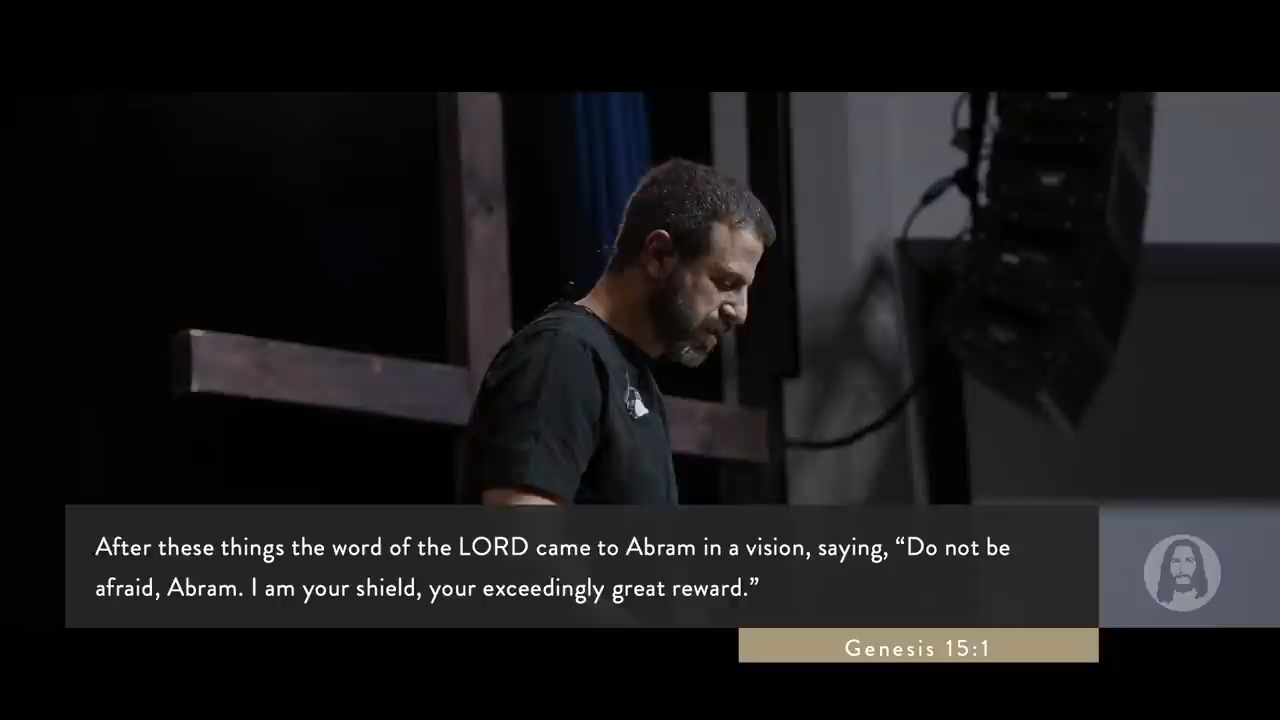 After these things the word of the LORD came to Abram in a vision, saying, “Do not be
afraid, Abram. I am your shield, your exceedingly great reward.”
Genesis 15:1